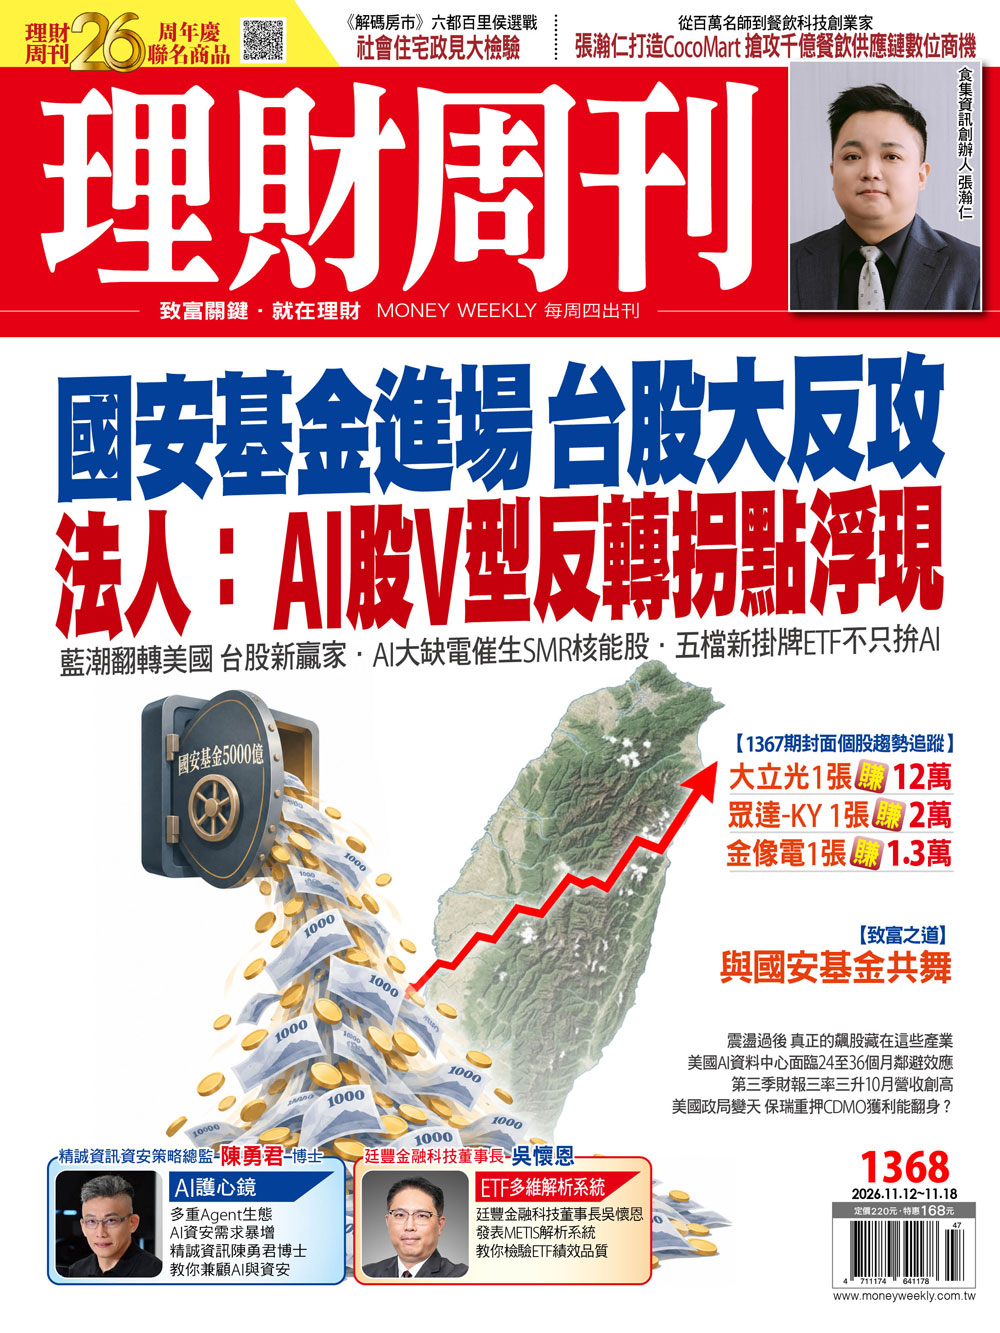 理財周刊
26
周年慶
聯名商品
《解碼房市》六都百里侯選戰
社會住宅政見大檢驗
從百萬名師到餐飲科技創業家
張瀚仁打造CocoMart 搶攻千億餐飲供應鏈數位商機
理財周刊
食集資訊創辦人 張瀚仁
致富關鍵·就在理財 MONEY WEEKLY 每周四出刊
國安基金進場 台股大反攻
法人：AI股V型反轉拐點浮現
藍潮翻轉美國 台股新贏家·AI大缺電催生SMR核能股·五檔新掛牌ETF不只拚AI
國安基金5000億
【1367期封面個股趨勢追蹤】
大立光1張賺12萬
眾達-KY 1張賺2萬
金像電1張賺1.3萬
【致富之道】
與國安基金共舞
震盪過後 真正的飆股藏在這些產業
美國AI資料中心面臨24至36個月鄰避效應
第三季財報三率三升10月營收創高
美國政局變天 保瑞重押CDMO獲利能翻身？
1000
1000
1000
1000
1000
1000
1000
1000
1000
1000
10000
精誠資訊資安策略總監 陳勇君 博士
AI護心鏡
多重Agent生態
AI資安需求暴增
精誠資訊陳勇君博士
教你兼顧AI與資安
廷豐金融科技董事長 吳懷恩
ETF多維解析系統
廷豐金融科技董事長吳懷恩
發表METIS解析系統
教你檢驗ETF績效品質
1368
2026.11.12~11.18
定價220元·特惠168元
47
4 711174 641178
www.moneyweekly.com.tw